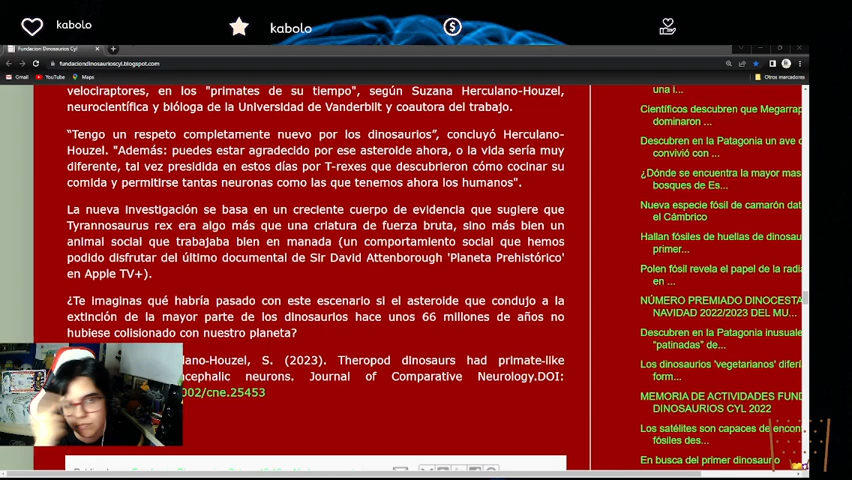 kabolo
kabolo
Fundacion Dinosaurios Cyl
fundaciondinosaurioscyl.blogspot.com
Gmail
YouTube
Maps
Otros marcadores
velociraptores, en los "primates de su tiempo", según Suzana Herculano-Houzel,
neurocientífica y bióloga de la Universidad de Vanderbilt y coautora del trabajo.
“Tengo un respeto completamente nuevo por los dinosaurios”, concluyó Herculano-
Houzel. "Además: puedes estar agradecido por ese asteroide ahora, o la vida sería muy
diferente, tal vez presidida en estos días por T-rexes que descubrieron cómo cocinar su
comida y permitirse tantas neuronas como las que tenemos ahora los humanos".
La nueva investigación se basa en un creciente cuerpo de evidencia que sugiere que
Tyrannosaurus rex era algo más que una criatura de fuerza bruta, sino más bien un
animal social que trabajaba bien en manada (un comportamiento social que hemos
podido disfrutar del último documental de Sir David Attenborough 'Planeta Prehistórico'
en Apple TV+).
¿Te imaginas qué habría pasado con este escenario si el asteroide que condujo a la
extinción de la mayor parte de los dinosaurios hace unos 66 millones de años no
hubiese colisionado con nuestro planeta?
lano-Houzel, S. (2023). Theropod dinosaurs had primate-like
ncephalic neurons. Journal of Comparative Neurology.DOI:
002/cne.25453
una i...
Científicos descubren que Megarrap
dominaron ...
Descubren en la Patagonia un ave
convivió con ...
¿Dónde se encuentra la mayor mas
bosques de Es...
Nueva especie fósil de camarón dat
el Cámbrico
Hallan fósiles de huellas de dinosau
primer...
Polen fósil revela el papel de la radia
en ...
NÚMERO PREMIADO DINOCESTA
NAVIDAD 2022/2023 DEL MU...
Descubren en la Patagonia inusuale
“patinadas” de...
Los dinosaurios 'vegetarianos' diferí
form...
MEMORIA DE ACTIVIDADES FUND
DINOSAURIOS CYL 2022
Los satélites son capaces de encon
fósiles des...
En busca del primer dinosaurio